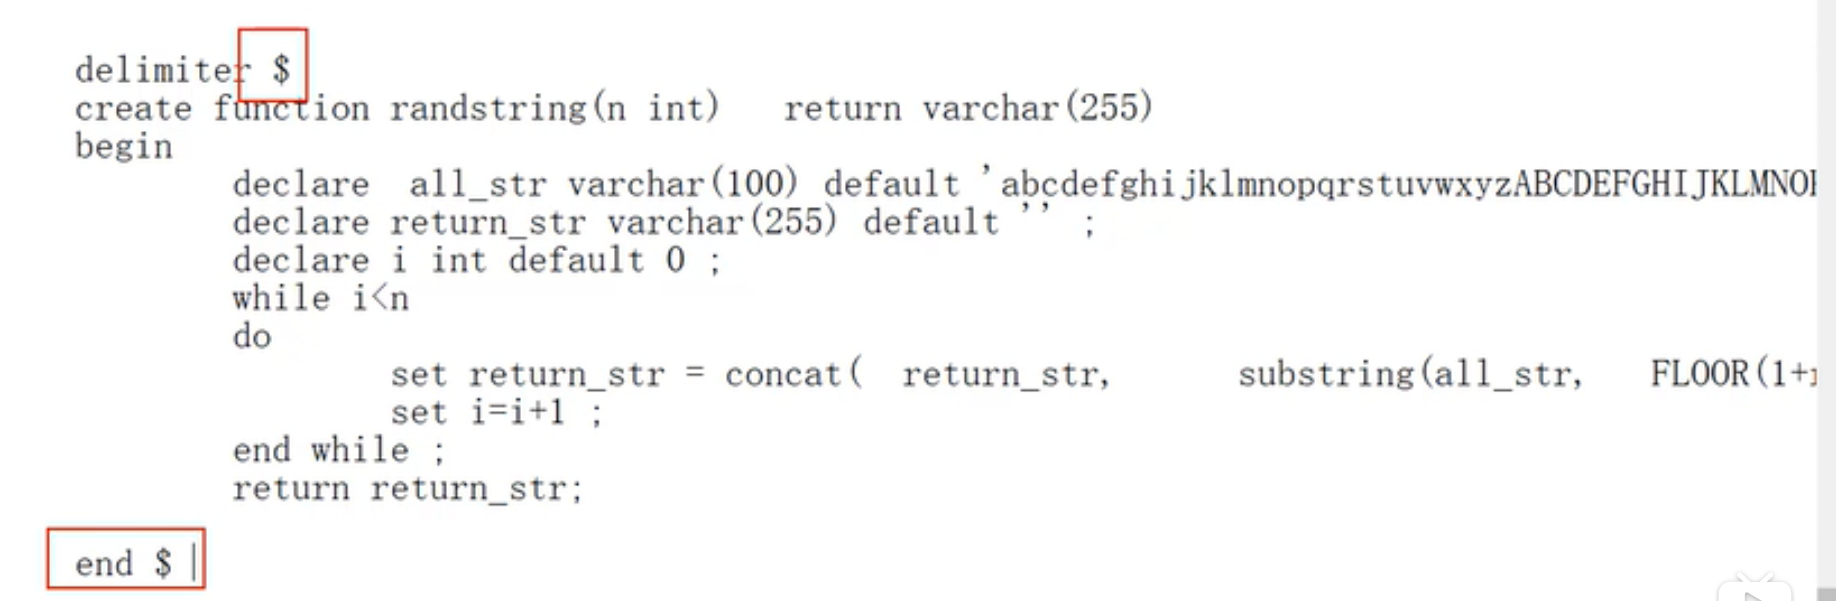 delimiter $
create function randstring(n int)   return varchar(255)
begin
declare  all_str varchar(100) default 'abcdefghijklmnopqrstuvwxyzABCDEFGHIJKLMNO
declare return_str varchar(255) default '' ;
declare i int default 0 ;
while i<n
do
set return_str = concat(  return_str,      substring(all_str,   FLOOR(1+
set i=i+1 ;
end while ;
return return_str;
end $